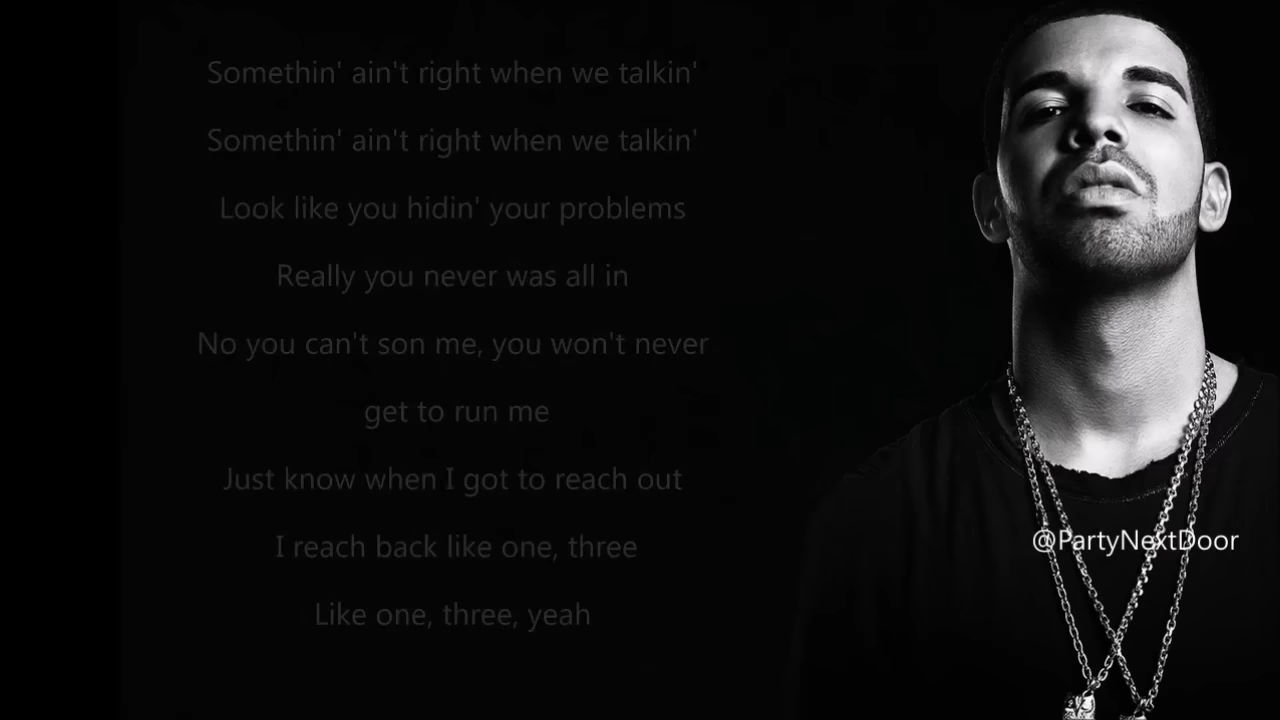 Somethin' ain't right when we talkin'
Somethin' ain't right when we talkin'
Look like you hidin' your problems
Really you never was all in
No you can't son me, you won't never
get to run me
Just know when I got to reach out
I reach back like one, three
Like one, three, yeah
@PartyNextDoor